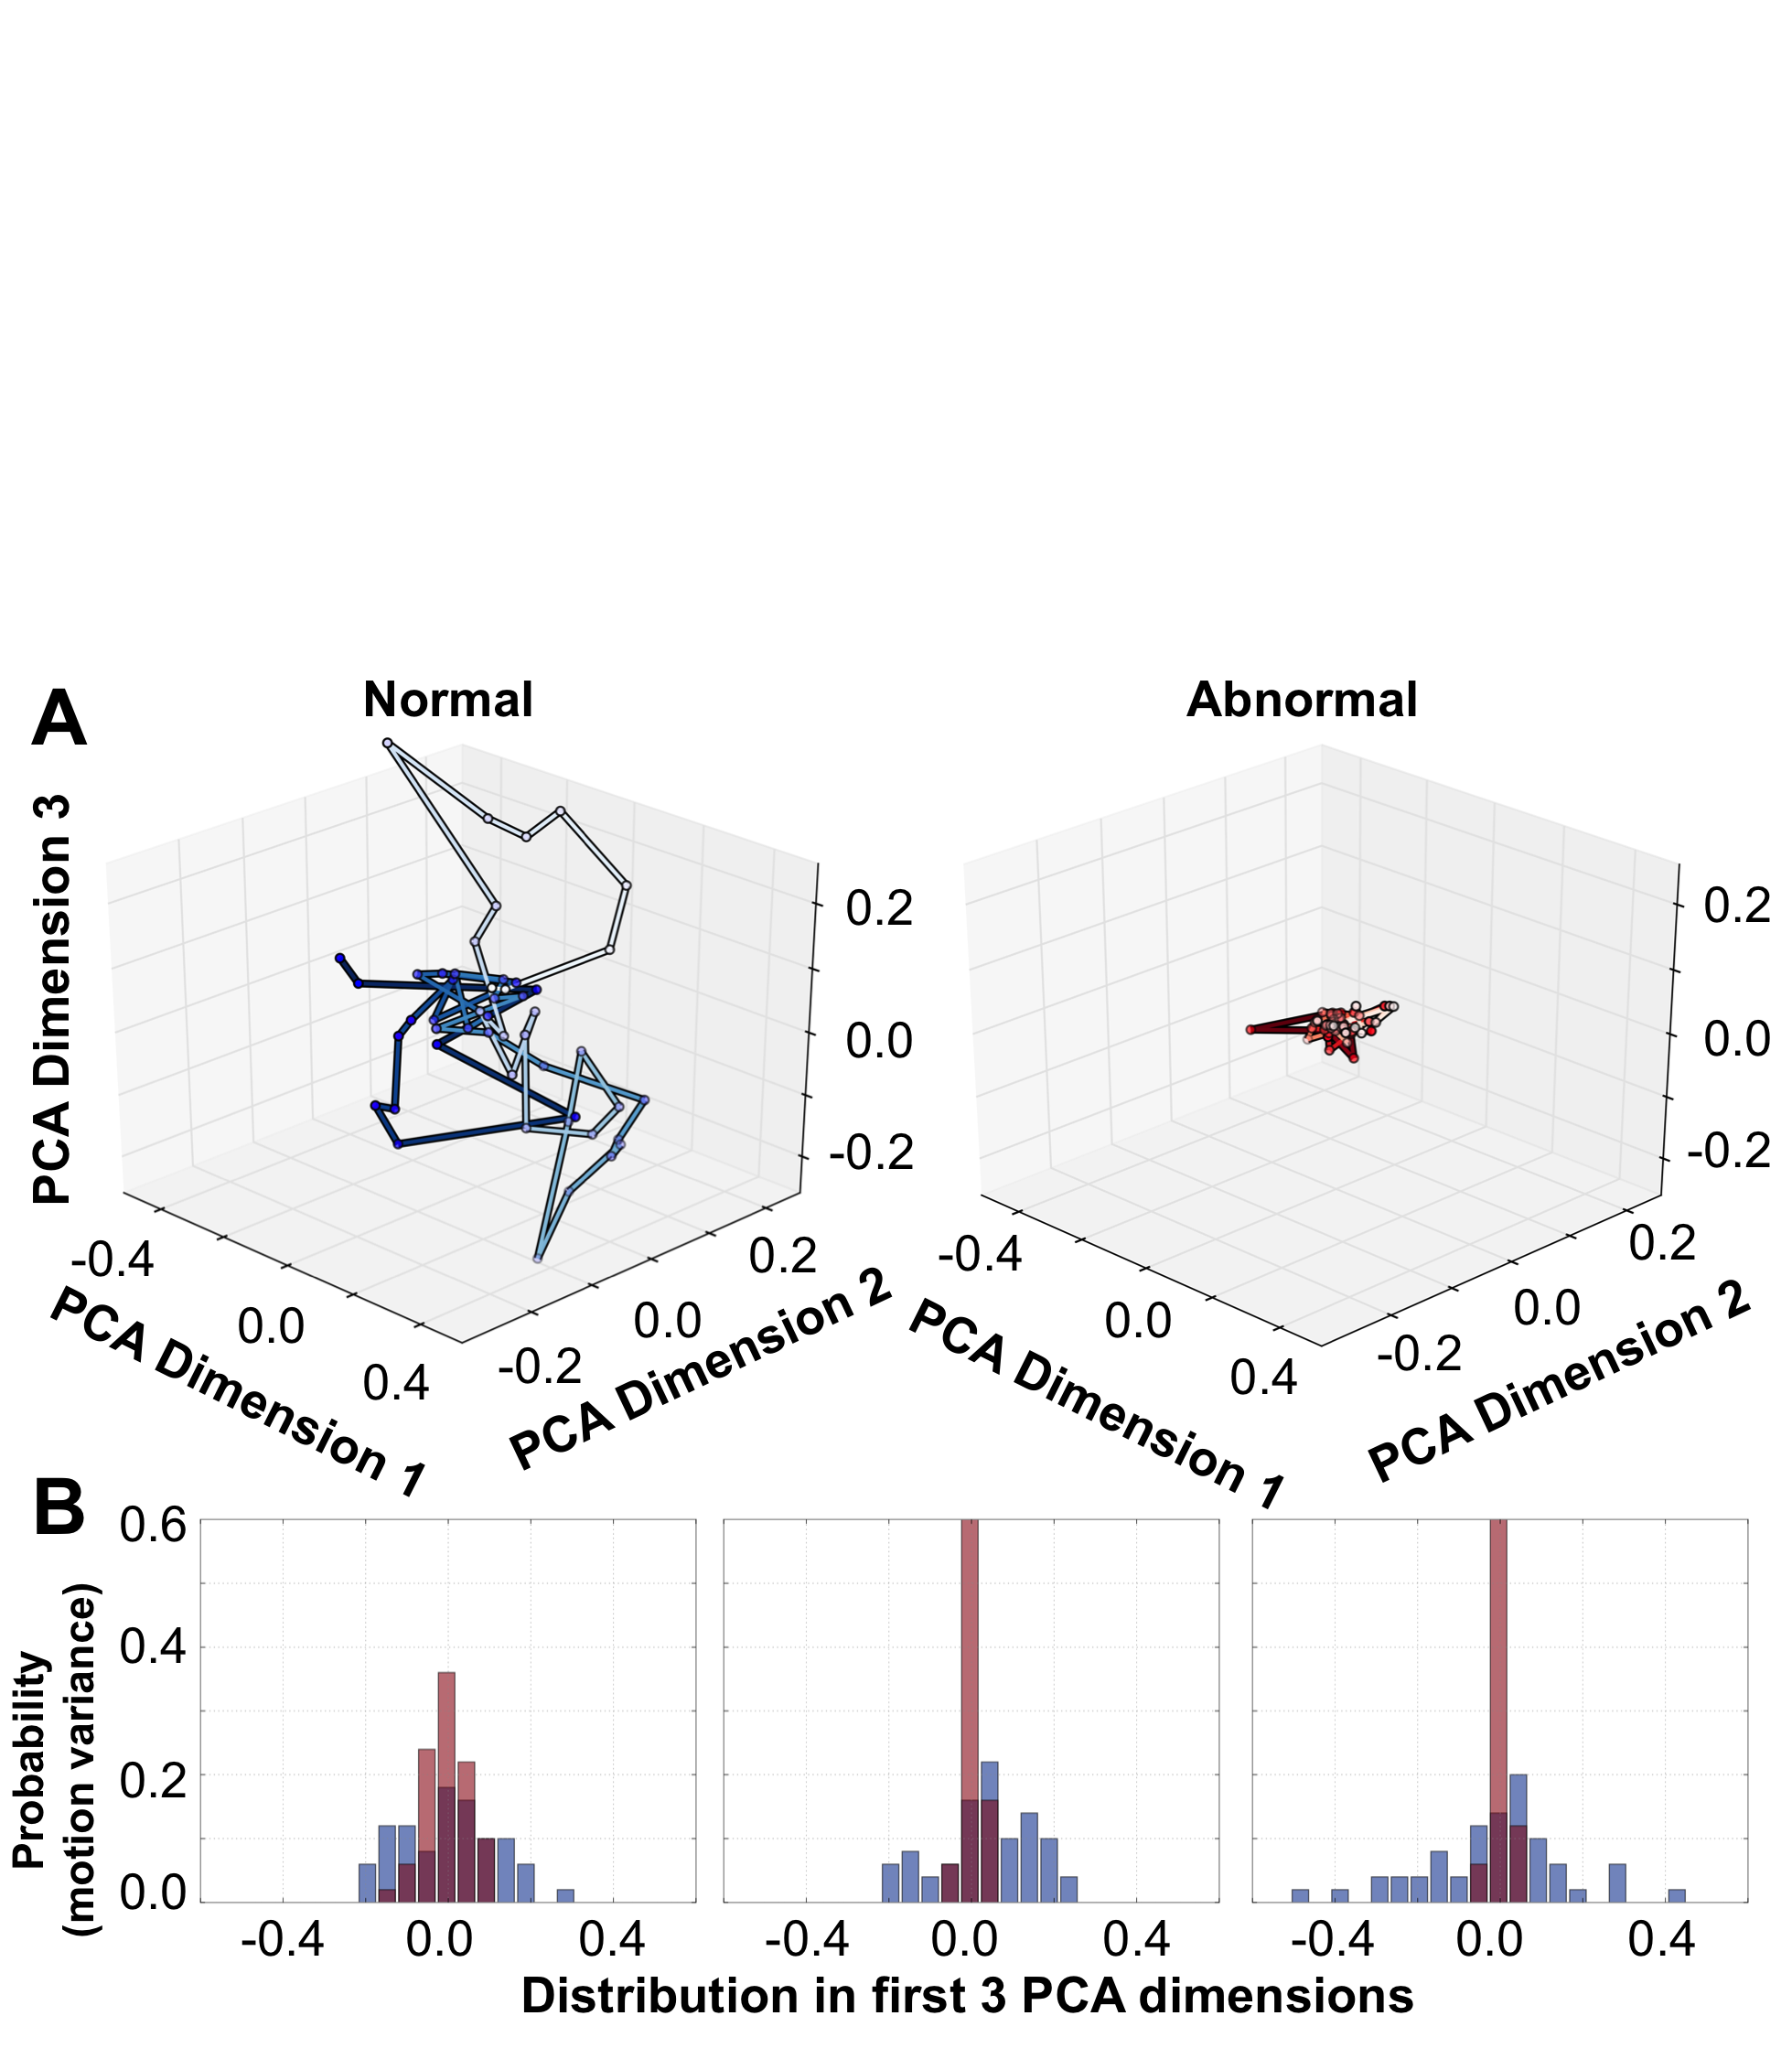 A
Normal
Abnormal
PCA Dimension 3
0.2
0.0
-0.2
-0.4
0.0
0.4
PCA Dimension 1
-0.2
0.0
0.2
PCA Dimension 2
0.2
0.0
-0.2
-0.4
0.0
0.4
PCA Dimension 1
-0.2
0.0
0.2
PCA Dimension 2
B
Probability
(motion variance)
0.6
0.4
0.2
0.0
-0.4 0.0 0.4
-0.4 0.0 0.4
-0.4 0.0 0.4
Distribution in first 3 PCA dimensions